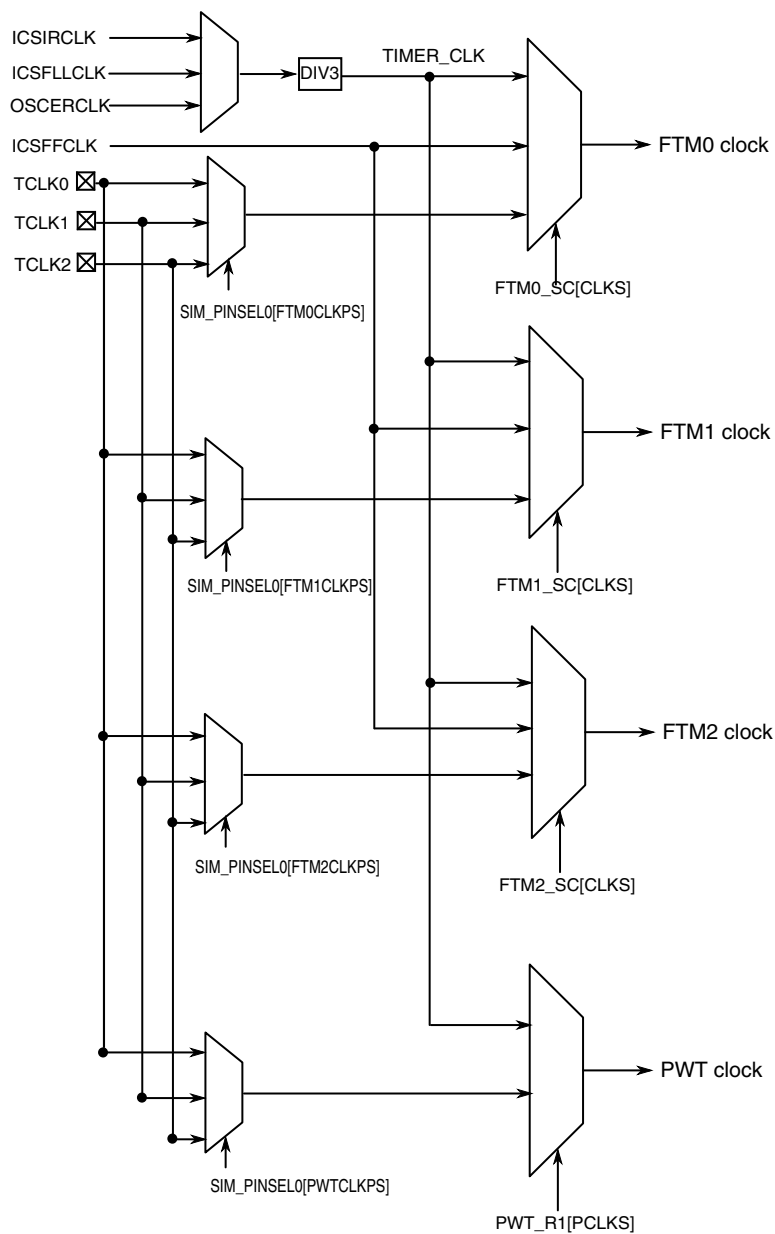 ICSIRCLK
ICSFLLCLK
OSCERCLK
DIV3
TIMER_CLK
ICSFFCLK
FTM0 clock
TCLK0
TCLK1
TCLK2
FTM0_SC[CLKS]
SIM_PINSEL0[FTM0CLKPS]
FTM1 clock
SIM_PINSEL0[FTM1CLKPS]
FTM1_SC[CLKS]
FTM2 clock
SIM_PINSEL0[FTM2CLKPS]
FTM2_SC[CLKS]
PWT clock
SIM_PINSEL0[PWTCLKPS]
PWT_R1[PCLKS]